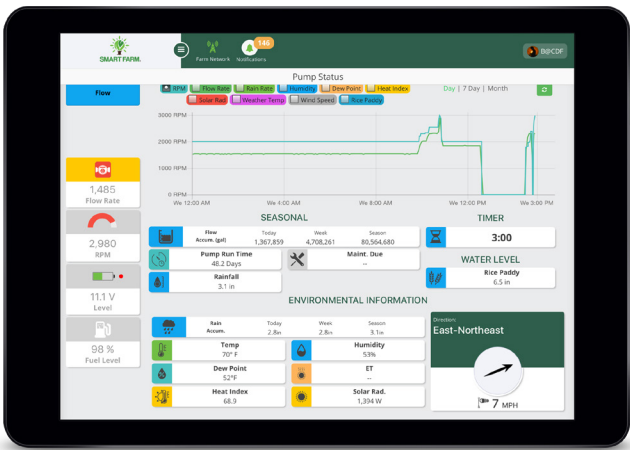 SMART FARM.
Farm Network
Notifications
146
B@CDF
Pump Status
Flow
RPM Flow Rate Rain Rate Humidity Dew Point Heat Index
Solar Rad Weather Temp Wind Speed Rice Paddy
Day | 7 Day | Month
3000 RPM
2000 RPM
1000 RPM
0 RPM
We 12:00 AM We 4:00 AM We 8:00 AM We 12:00 PM We 3:00 PM
1,485
Flow Rate
2,980
RPM
11.1 V
Level
98 %
Fuel Level
SEASONAL
Flow Today Week Season
Accum. (gal) 1,367,859 4,708,261 80,564,680
Pump Run Time
48.2 Days
Maint. Due
--
Rainfall
3.1 in
TIMER
3:00
WATER LEVEL
Rice Paddy
6.5 in
ENVIRONMENTAL INFORMATION
Rain Today Week Season
Accum. 2.8in 2.8in 3.1in
Temp
70° F
Humidity
53%
Dew Point
52°F
ET
--
Heat Index
68.9
Solar Rad.
1,394 W
Direction:
East-Northeast
7 MPH